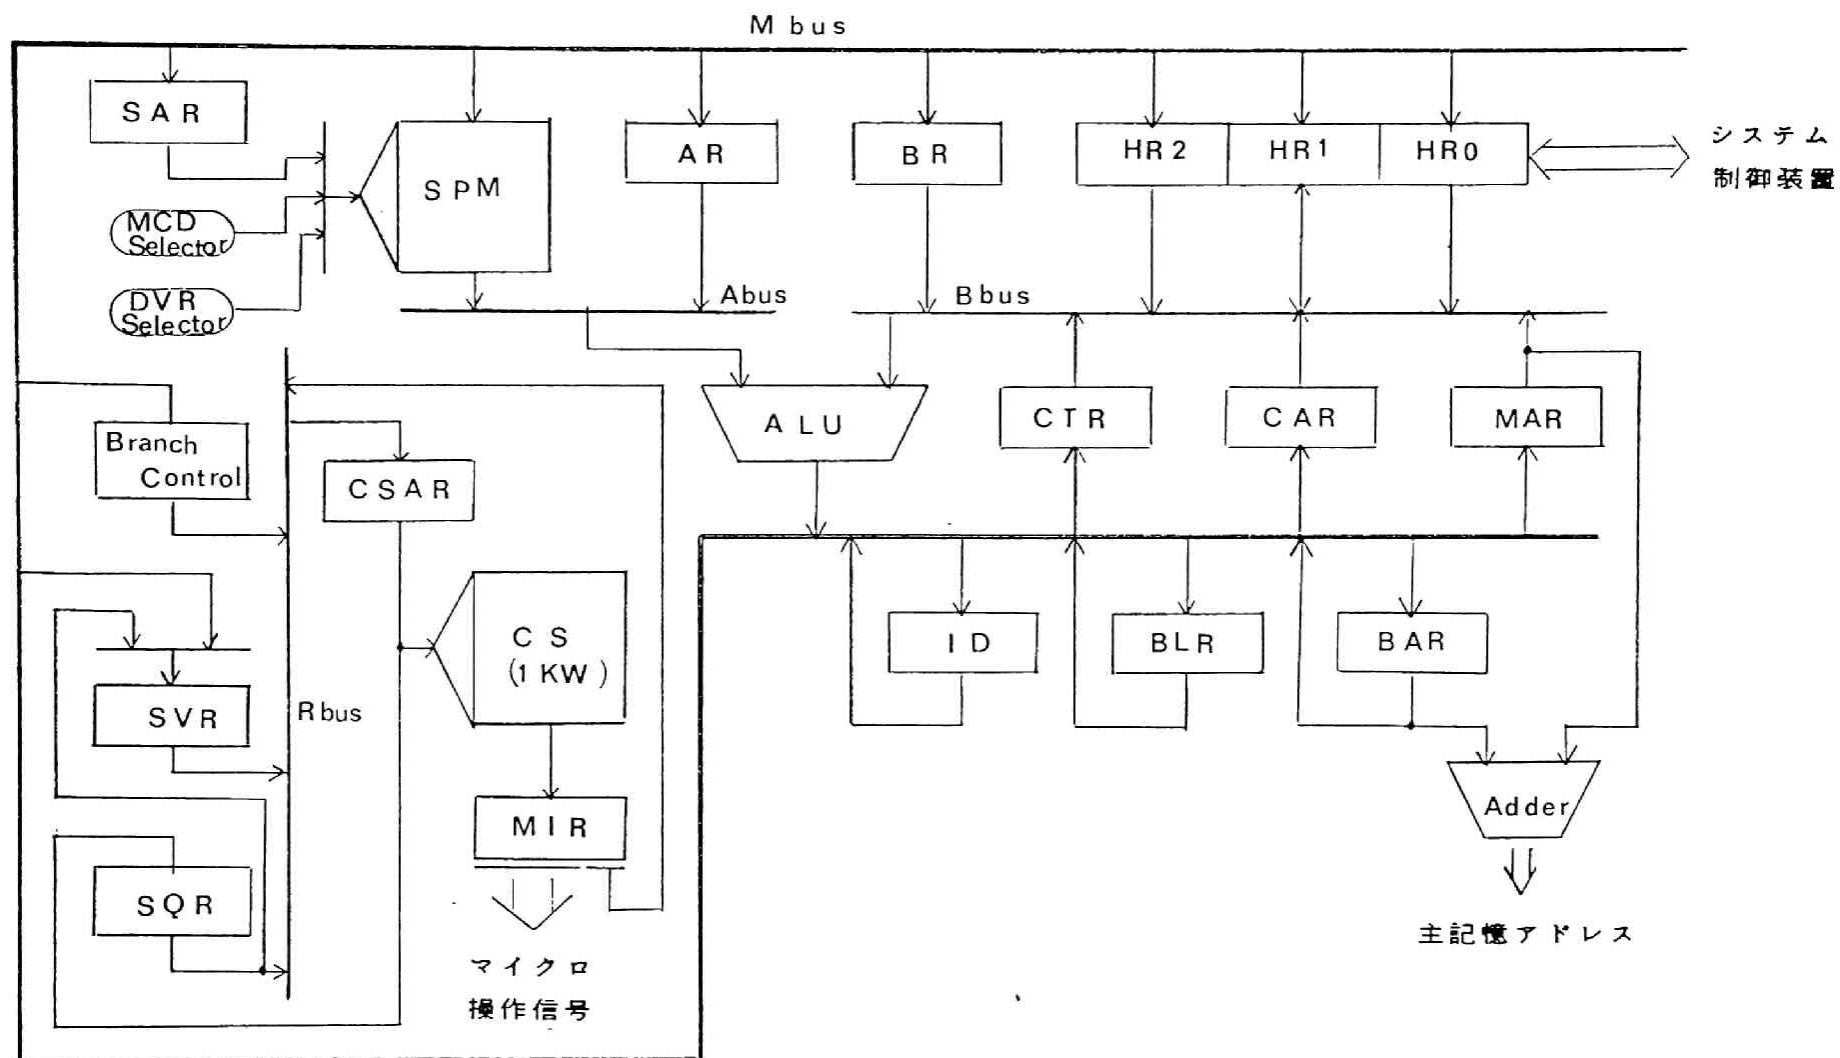 M bus
SAR
SPM
AR
BR
HR2
HR1
HR0
システム
制御装置
MCD
Selector
DVR
Selector
Abus
Bbus
Branch
Control
CSAR
ALU
CTR
CAR
MAR
CS
(1 KW)
ID
BLR
BAR
SVR
Rbus
MIR
Adder
SQR
マイクロ
操作信号
主記憶アドレス